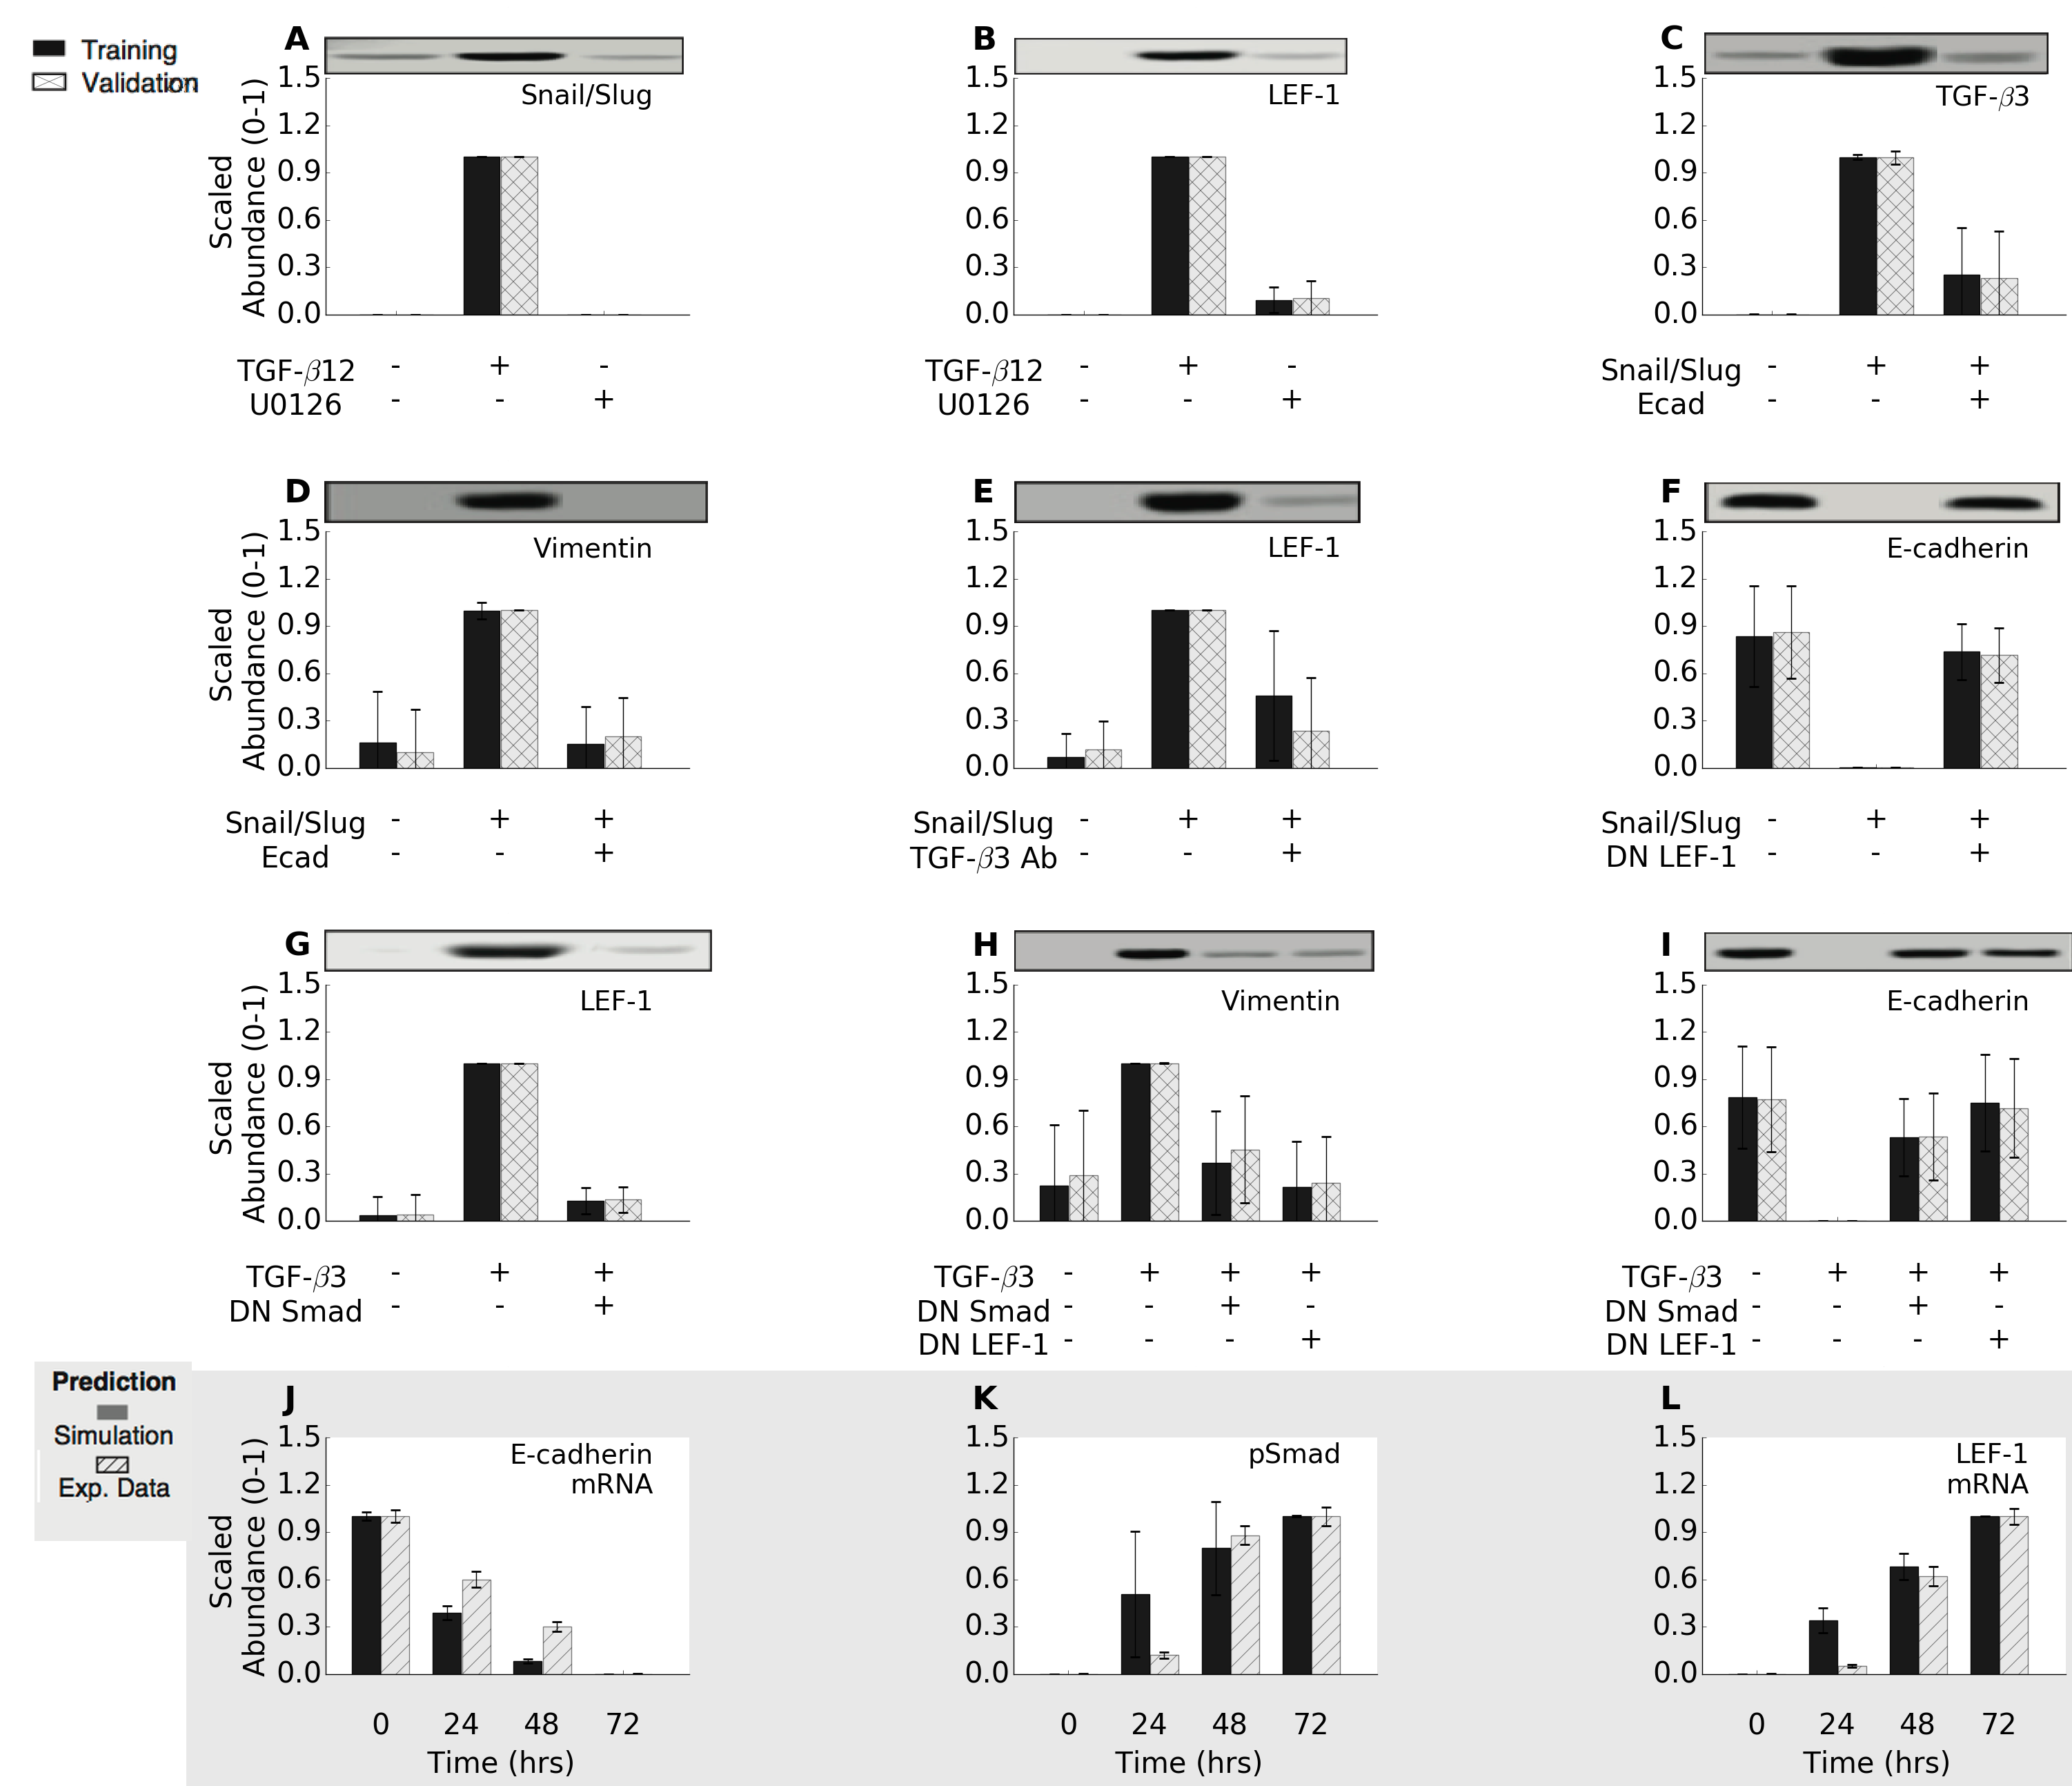 Training
Validation
A
Snail/Slug
Scaled
Abundance (0-1)
1.5
1.2
0.9
0.6
0.3
0.0
TGF-β12 - + -
U0126 - - +
B
LEF-1
1.5
1.2
0.9
0.6
0.3
0.0
TGF-β12 - + -
U0126 - - +
C
TGF-β3
1.5
1.2
0.9
0.6
0.3
0.0
Snail/Slug - + +
Ecad - - +
D
Vimentin
Scaled
Abundance (0-1)
1.5
1.2
0.9
0.6
0.3
0.0
Snail/Slug - + +
Ecad - - +
E
LEF-1
1.5
1.2
0.9
0.6
0.3
0.0
Snail/Slug - + +
TGF-β3 Ab - - +
F
E-cadherin
1.5
1.2
0.9
0.6
0.3
0.0
Snail/Slug - + +
DN LEF-1 - - +
G
LEF-1
Scaled
Abundance (0-1)
1.5
1.2
0.9
0.6
0.3
0.0
TGF-β3 - + +
DN Smad - - +
H
Vimentin
1.5
1.2
0.9
0.6
0.3
0.0
TGF-β3 - + + +
DN Smad - - + -
DN LEF-1 - - - +
I
E-cadherin
1.5
1.2
0.9
0.6
0.3
0.0
TGF-β3 - + + +
DN Smad - - + -
DN LEF-1 - - - +
Prediction
Simulation
Exp. Data
J
E-cadherin
mRNA
Scaled
Abundance (0-1)
1.5
1.2
0.9
0.6
0.3
0.0
0 24 48 72
Time (hrs)
K
pSmad
1.5
1.2
0.9
0.6
0.3
0.0
0 24 48 72
Time (hrs)
L
LEF-1
mRNA
1.5
1.2
0.9
0.6
0.3
0.0
0 24 48 72
Time (hrs)